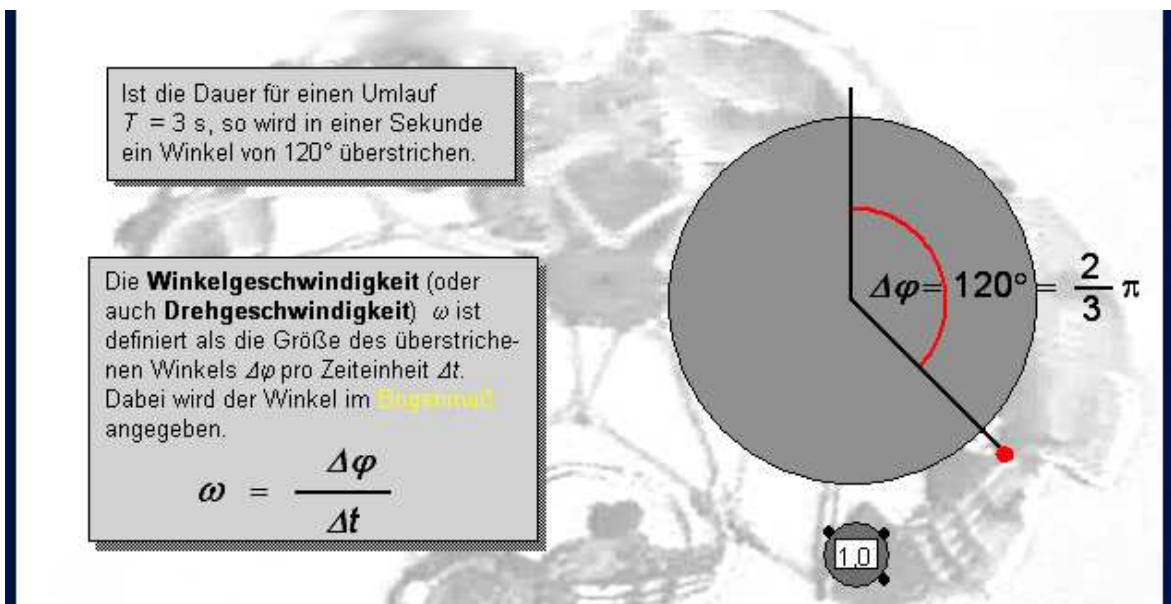 Ist die Dauer für einen Umlauf
T = 3 s, so wird in einer Sekunde
ein Winkel von 120° überstrichen.
Die Winkelgeschwindigkeit (oder
auch Drehgeschwindigkeit) ω ist
definiert als die Größe des überstriche-
nen Winkels Δφ pro Zeiteinheit Δt.
Dabei wird der Winkel im Bogenmaß
angegeben.
ω = Δφ / Δt
Δφ = 120° = 2/3 π
1,0